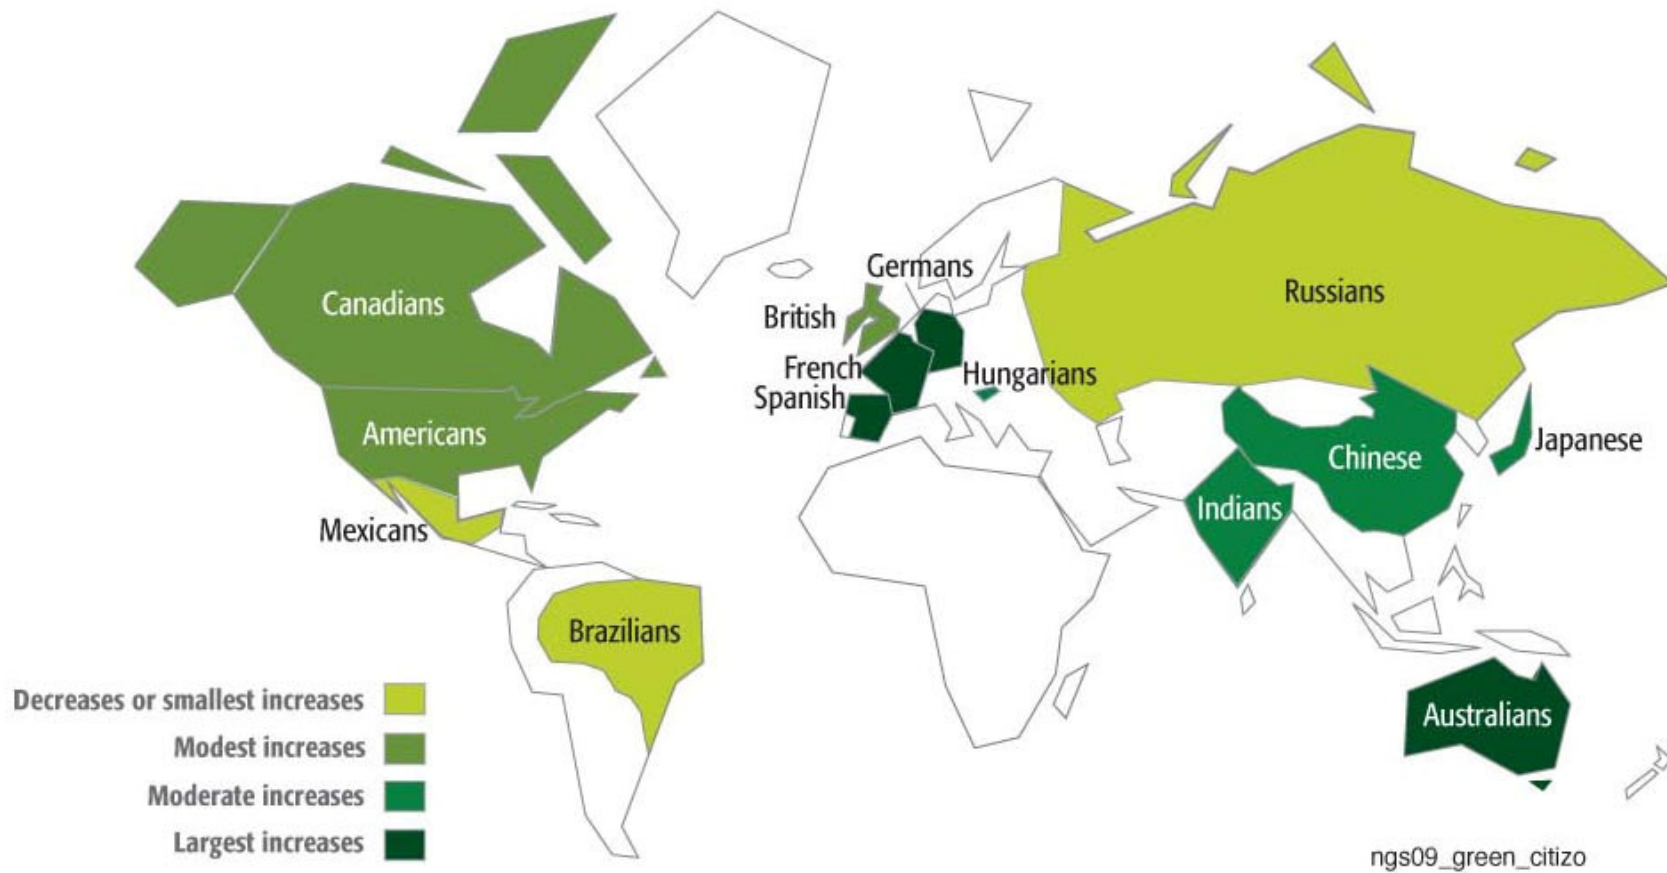 Germans
Canadians
Russians
British
French
Hungarians
Spanish
Americans
Japanese
Chinese
Indians
Mexicans
Brazilians
Decreases or smallest increases
Australians
Modest increases
Moderate increases
Largest increases
ngs09_green_citizo